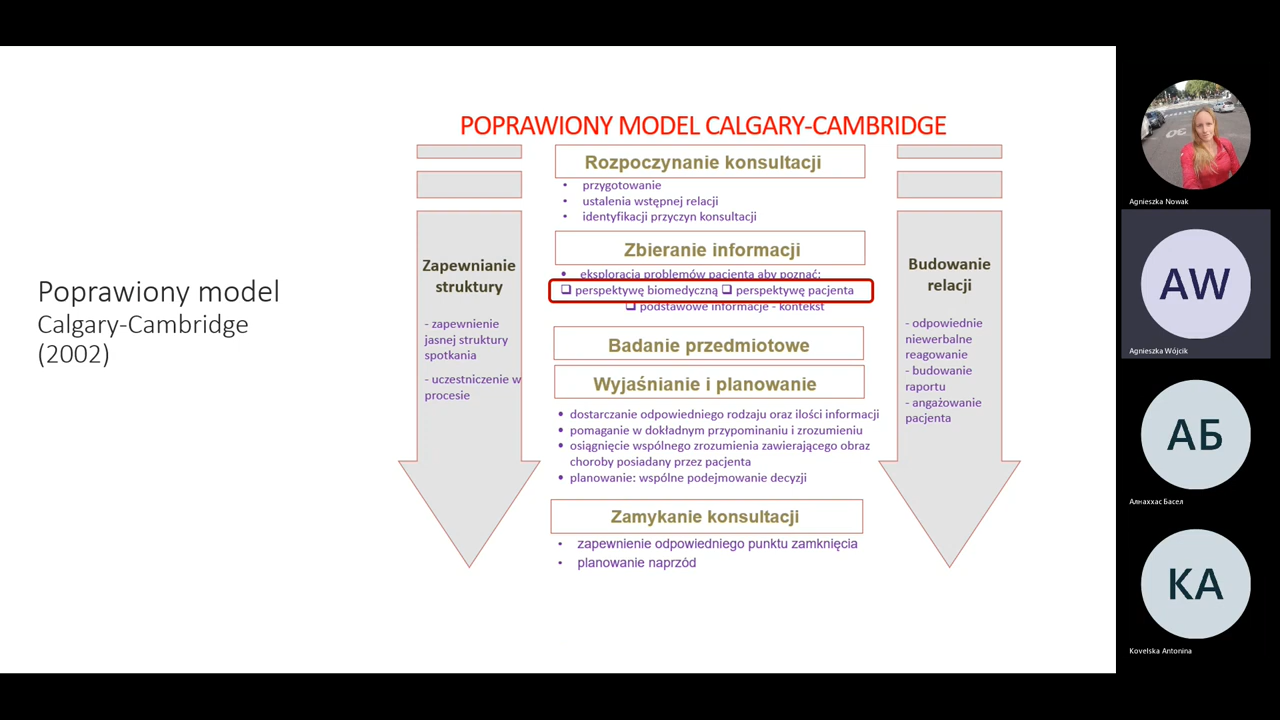 Poprawiony model
Calgary-Cambridge
(2002)
POPRAWIONY MODEL CALGARY-CAMBRIDGE
Zapewnianie
struktury
- zapewnienie
jasnej struktury
spotkania
- uczestniczenie w
procesie
Rozpoczynanie konsultacji
• przygotowanie
• ustalenia wstępnej relacji
• identyfikacji przyczyn konsultacji
Zbieranie informacji
• eksploracja problemów pacjenta aby poznać:
❑ perspektywę biomedyczną ❑ perspektywę pacjenta
❑ podstawowe informacje - kontekst
Badanie przedmiotowe
Wyjaśnianie i planowanie
• dostarczanie odpowiedniego rodzaju oraz ilości informacji
• pomaganie w dokładnym przypominaniu i zrozumieniu
• osiągnięcie wspólnego zrozumienia zawierającego obraz
choroby posiadany przez pacjenta
• planowanie: wspólne podejmowanie decyzji
Zamykanie konsultacji
• zapewnienie odpowiedniego punktu zamknięcia
• planowanie naprzód
Budowanie
relacji
- odpowiednie
niewerbalne
reagowanie
- budowanie
raportu
- angażowanie
pacjenta
Agnieszka Nowak
AW
Agnieszka Wójcik
АБ
Алнаххас Басел
KA
Kovelska Antonina